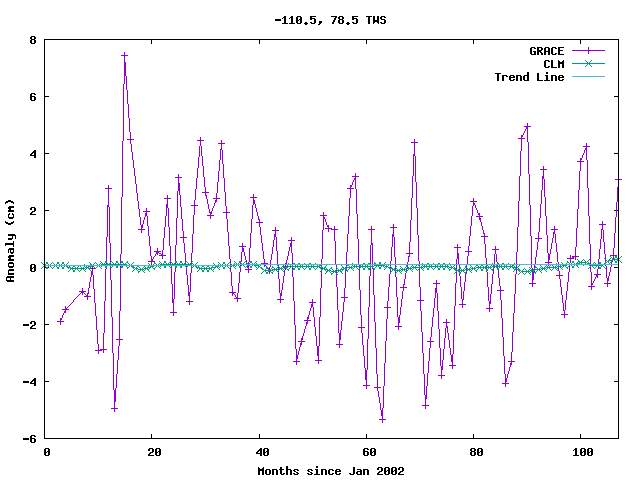 -110.5, 78.5 TWS
GRACE
CLM
Trend Line
8
6
4
2
0
-2
-4
-6
Anomaly (cm)
0 20 40 60 80 100
Months since Jan 2002